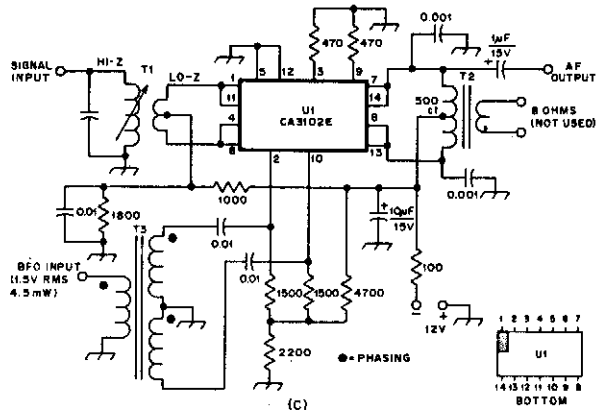 0.001
1µF
15V
470 470
HI-Z T1
SIGNAL
INPUT
LO-Z
5 12 3 9
1
11
4
6
U1
CA3102E
7
14
8
13
2 10
AF
OUTPUT
T2
500
ct
8 OHMS
(NOT USED)
0.001
1000
0.01
1800
T3
0.01
0.01
10µF
15V
100
BFO INPUT
(1.5V RMS
4.5mW)
1500 1500 4700
− +
12V
2200
●= PHASING
1 2 3 4 5 6 7
U1
14 13 12 11 10 9 8
BOTTOM
(C)